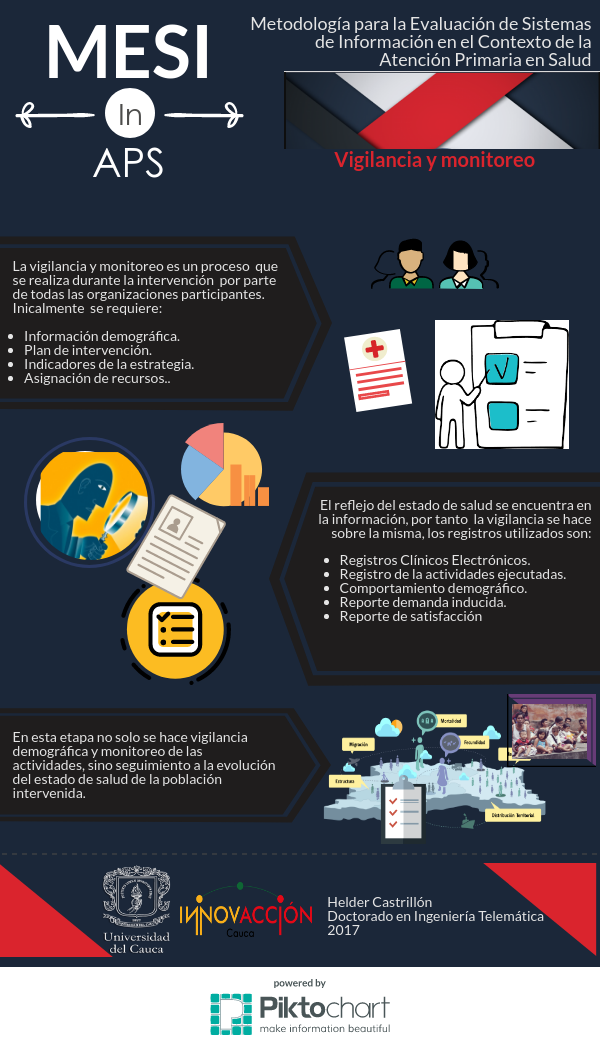 MESI
In
APS
Metodología para la Evaluación de Sistemas
de Información en el Contexto de la
Atención Primaria en Salud
Vigilancia y monitoreo
La vigilancia y monitoreo es un proceso que
se realiza durante la intervención por parte
de todas las organizaciones participantes.
Inicalmente se requiere:
Información demográfica.
Plan de intervención.
Indicadores de la estrategia.
Asignación de recursos..
El reflejo del estado de salud se encuentra en
la información, por tanto la vigilancia se hace
sobre la misma, los registros utilizados son:
Registros Clínicos Electrónicos.
Registro de la actividades ejecutadas.
Comportamiento demográfico.
Reporte demanda inducida.
Reporte de satisfacción
En esta etapa no solo se hace vigilancia
demográfica y monitoreo de las
actividades, sino seguimiento a la evolución
del estado de salud de la población
intervenida.
Mortalidad
Migración
Fecundidad
Estructura
Distribución Territorial
Universidad
del Cauca
INNOVACCIÓN
Cauca
Helder Castrillón
Doctorado en Ingeniería Telemática
2017
powered by
Piktochart
make information beautiful